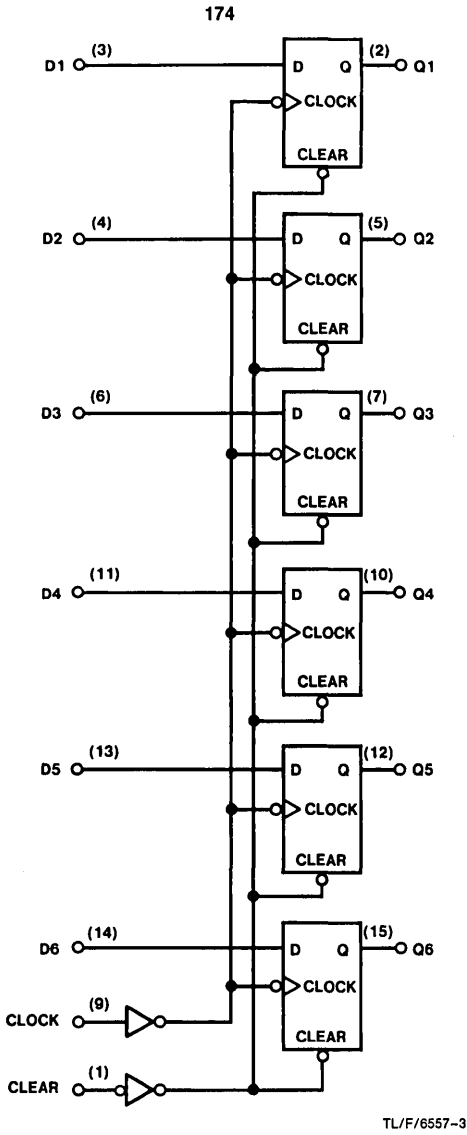 174
D1 (3) D Q (2) Q1
CLOCK
CLEAR
D2 (4) D Q (5) Q2
CLOCK
CLEAR
D3 (6) D Q (7) Q3
CLOCK
CLEAR
D4 (11) D Q (10) Q4
CLOCK
CLEAR
D5 (13) D Q (12) Q5
CLOCK
CLEAR
D6 (14) D Q (15) Q6
CLOCK
CLOCK (9)
CLEAR
CLEAR (1)
TL/F/6557-3